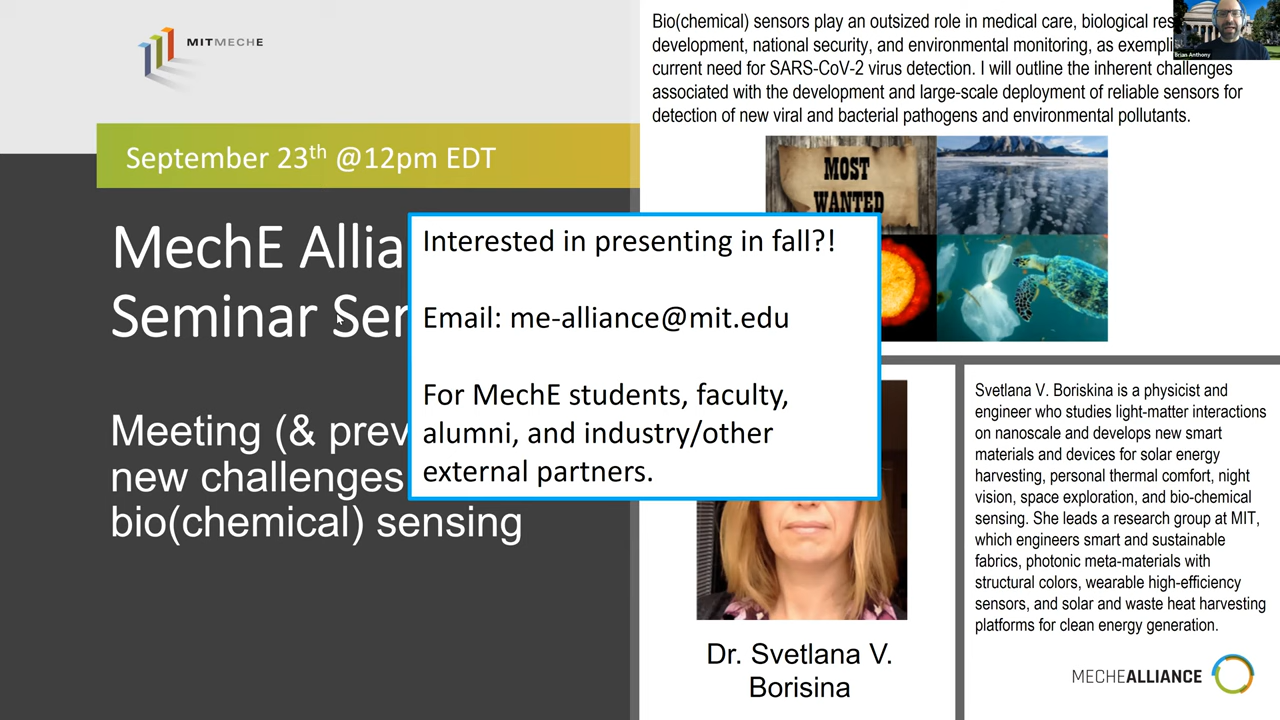 MITMECHE
September 23th @12pm EDT
MechE Allia
Seminar Ser
Meeting (& prev
new challenges
bio(chemical) sensing
Bio(chemical) sensors play an outsized role in medical care, biological res
development, national security, and environmental monitoring, as exempli
current need for SARS-CoV-2 virus detection. I will outline the inherent challenges
associated with the development and large-scale deployment of reliable sensors for
detection of new viral and bacterial pathogens and environmental pollutants.
Brian Anthony
MOST
WANTED
Interested in presenting in fall?!
Email: me-alliance@mit.edu
For MechE students, faculty,
alumni, and industry/other
external partners.
Dr. Svetlana V.
Borisina
Svetlana V. Boriskina is a physicist and
engineer who studies light-matter interactions
on nanoscale and develops new smart
materials and devices for solar energy
harvesting, personal thermal comfort, night
vision, space exploration, and bio-chemical
sensing. She leads a research group at MIT,
which engineers smart and sustainable
fabrics, photonic meta-materials with
structural colors, wearable high-efficiency
sensors, and solar and waste heat harvesting
platforms for clean energy generation.
MECHEALLIANCE